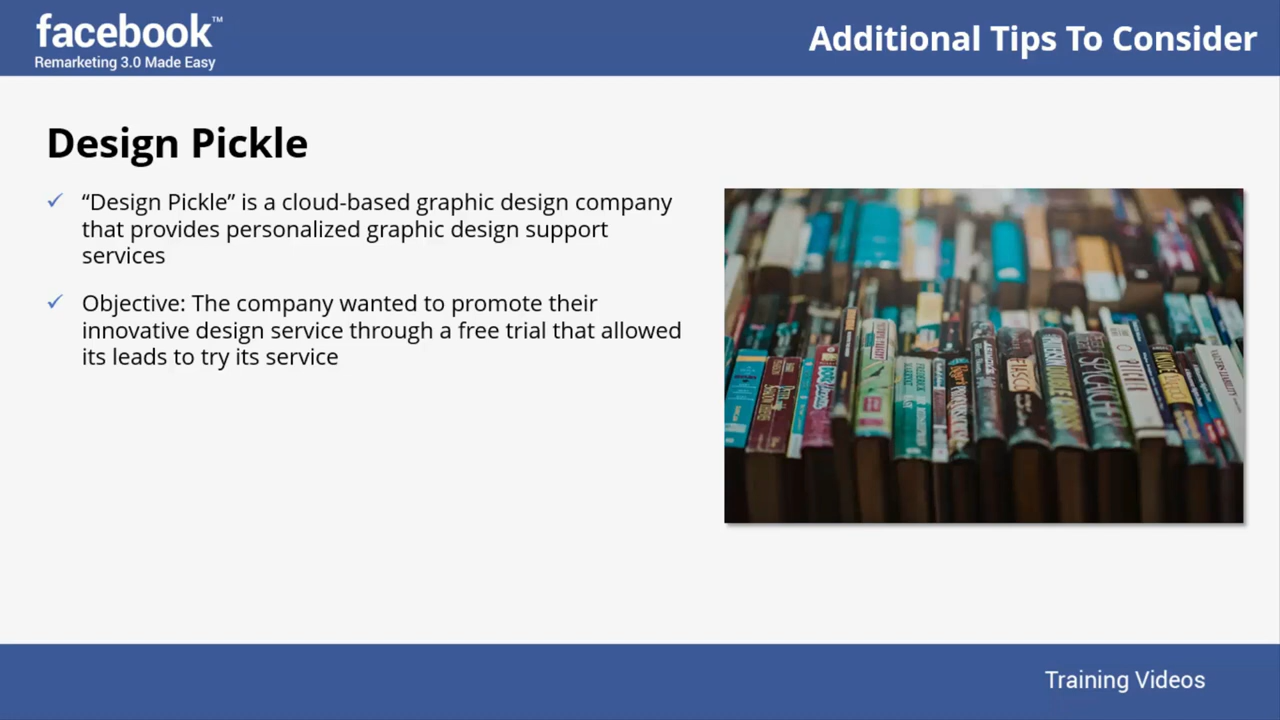 facebook™
Remarketing 3.0 Made Easy
Additional Tips To Consider
Design Pickle
✓ “Design Pickle” is a cloud-based graphic design company
that provides personalized graphic design support
services
✓ Objective: The company wanted to promote their
innovative design service through a free trial that allowed
its leads to try its service
FIASCO
Training Videos